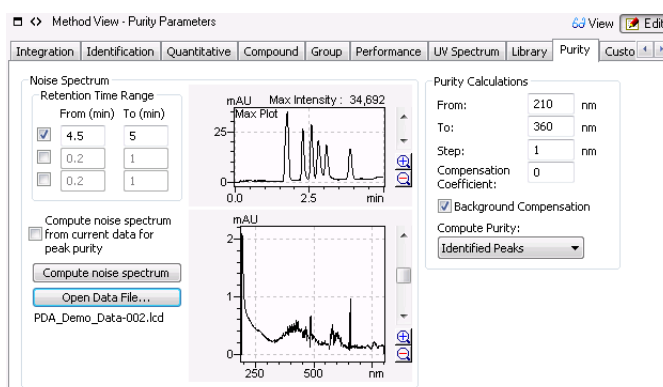 Method View - Purity Parameters
View Edit
Integration Identification Quantitative Compound Group Performance UV Spectrum Library Purity Custo
Noise Spectrum
Retention Time Range
From (min) To (min)
4.5 5
0.2 1
0.2 1
Compute noise spectrum
from current data for
peak purity
Compute noise spectrum
Open Data File...
PDA_Demo_Data-002.lcd
mAU Max Intensity : 34,692
Max Plot
25
0
0.0 2.5 min
mAU
2
1
0
250 500 nm
Purity Calculations
From: 210 nm
To: 360 nm
Step: 1 nm
Compensation
Coefficient: 0
Background Compensation
Compute Purity:
Identified Peaks